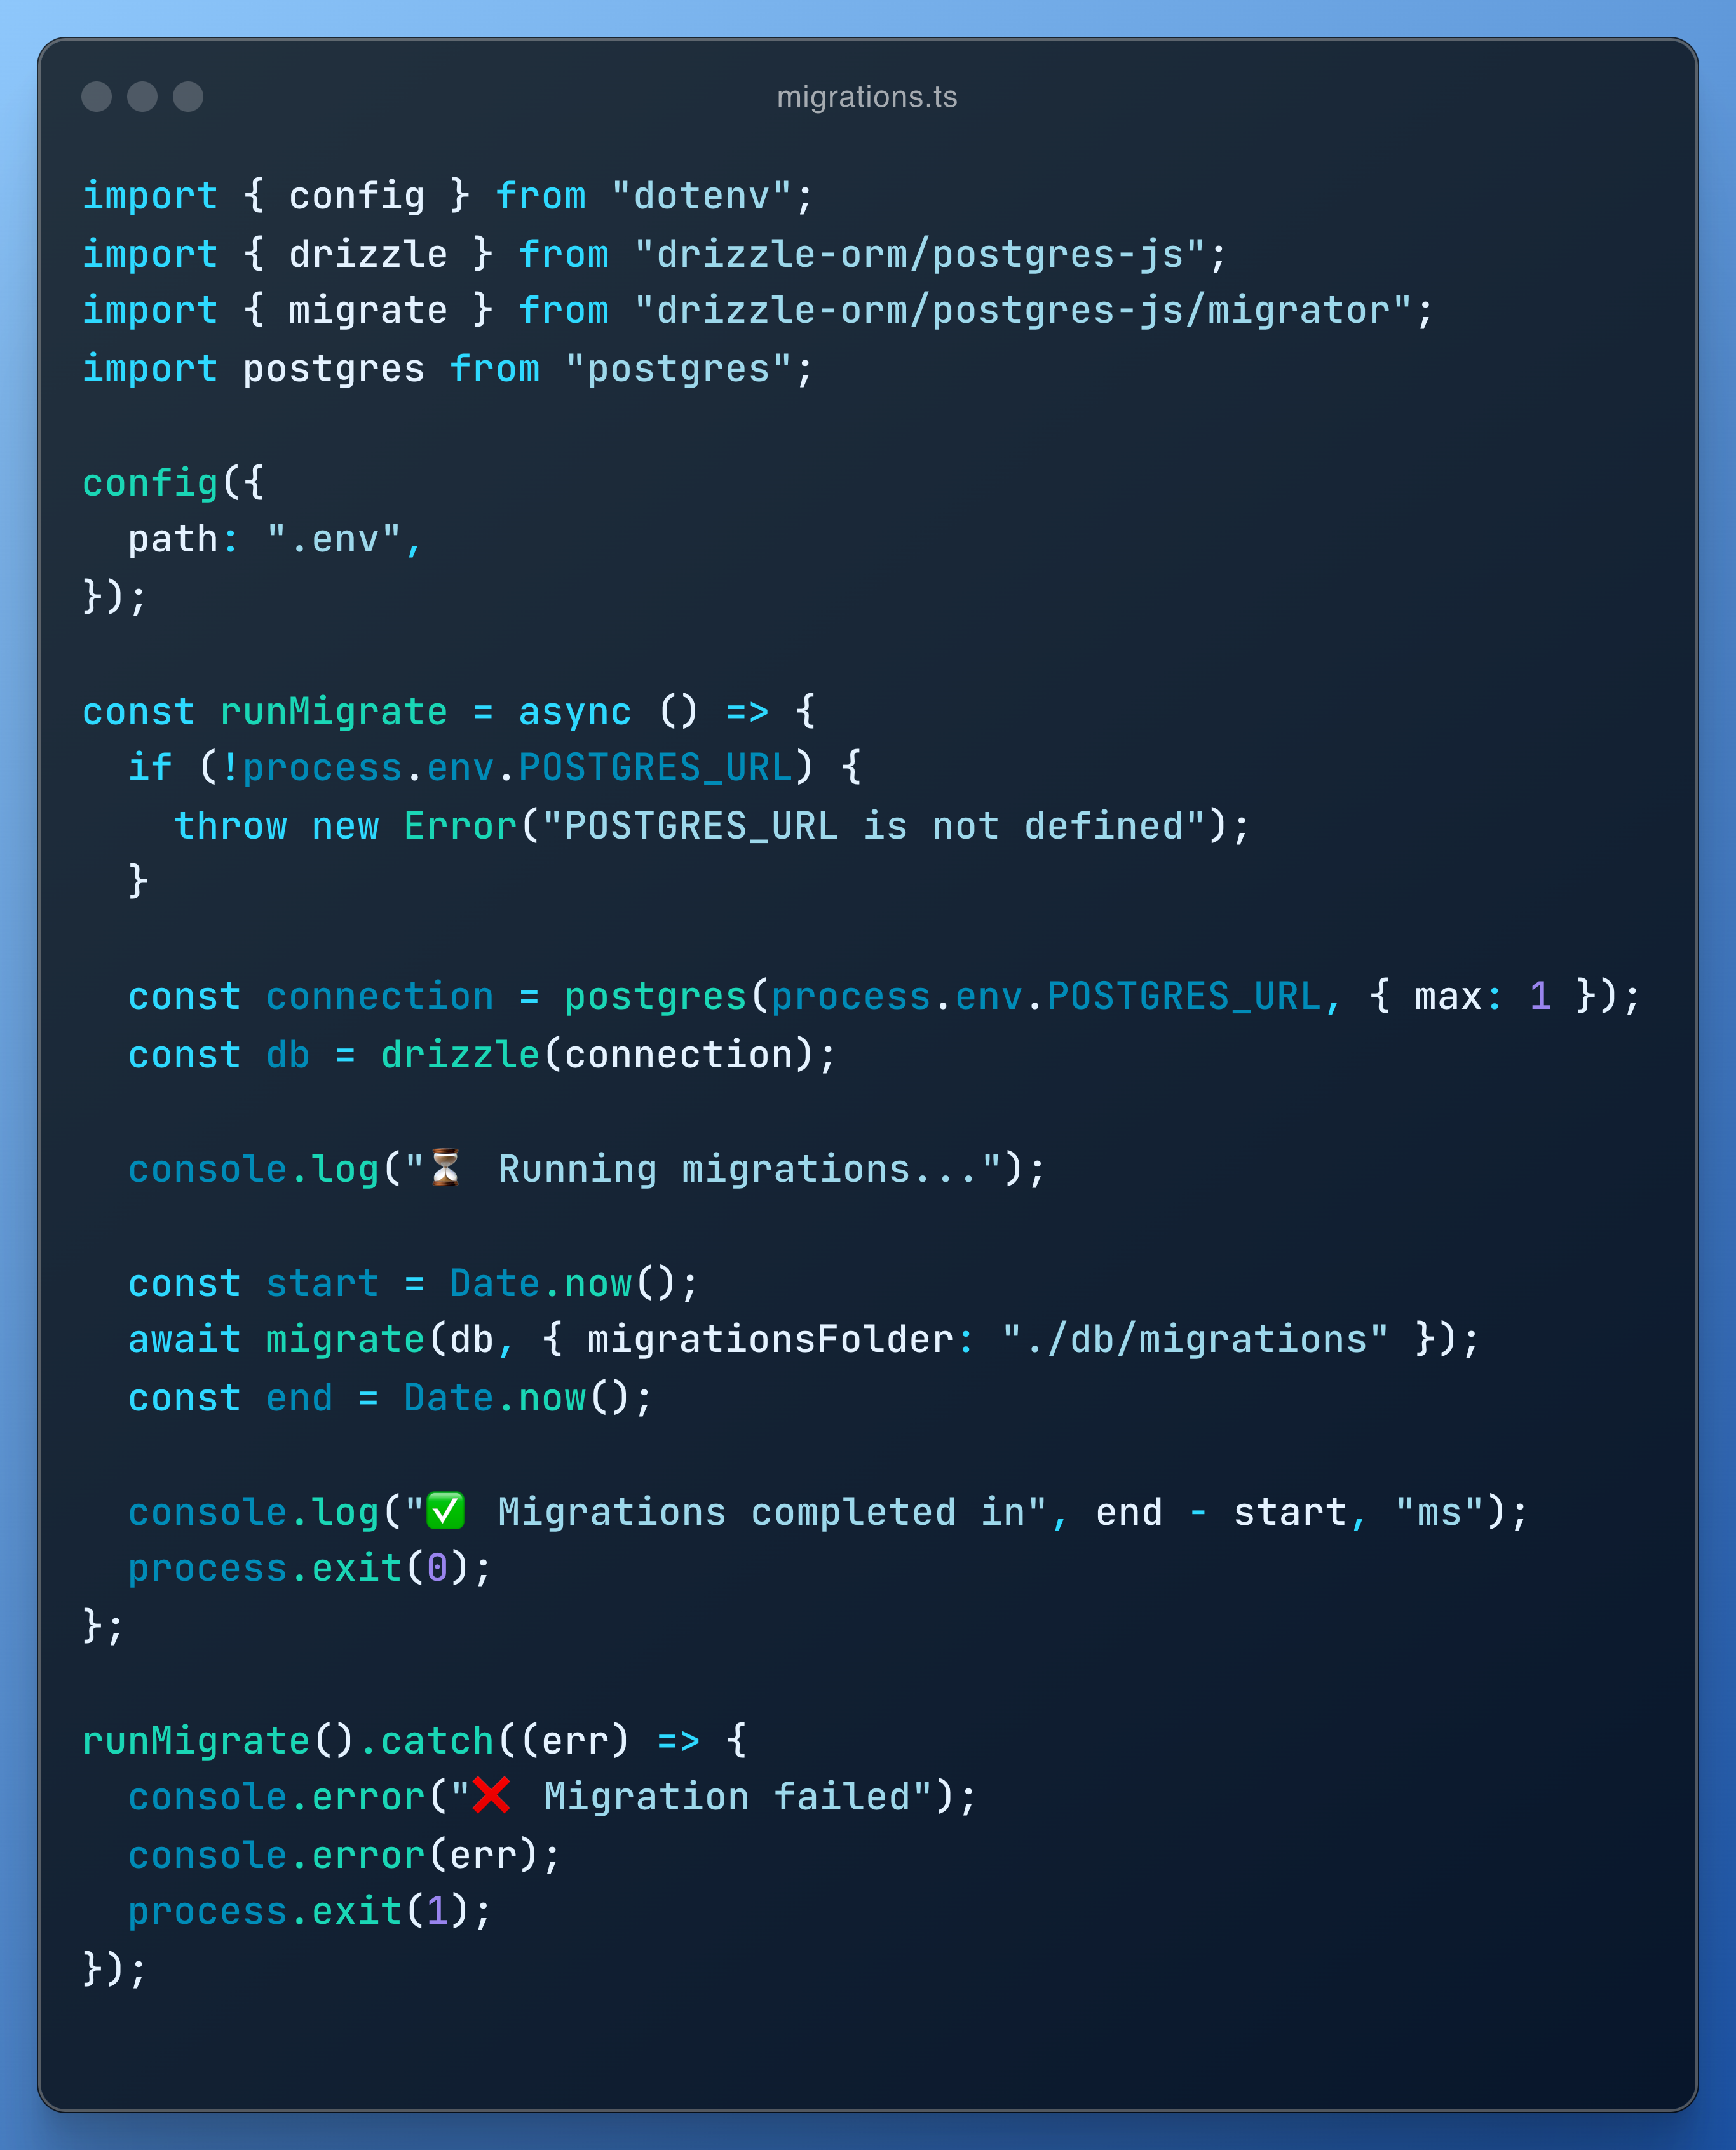 migrations.ts
import { config } from "dotenv";
import { drizzle } from "drizzle-orm/postgres-js";
import { migrate } from "drizzle-orm/postgres-js/migrator";
import postgres from "postgres";

config({
  path: ".env",
});

const runMigrate = async () => {
  if (!process.env.POSTGRES_URL) {
    throw new Error("POSTGRES_URL is not defined");
  }

  const connection = postgres(process.env.POSTGRES_URL, { max: 1 });
  const db = drizzle(connection);

  console.log("⏳ Running migrations...");

  const start = Date.now();
  await migrate(db, { migrationsFolder: "./db/migrations" });
  const end = Date.now();

  console.log("✅ Migrations completed in", end - start, "ms");
  process.exit(0);
};

runMigrate().catch((err) => {
  console.error("❌ Migration failed");
  console.error(err);
  process.exit(1);
});